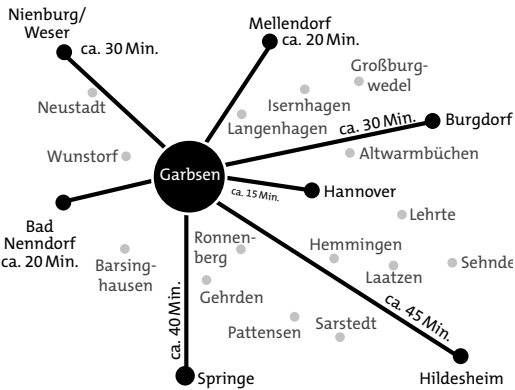 Nienburg/
Weser
ca. 30 Min.
Mellendorf
ca. 20 Min.
Großburg-
wedel
Neustadt
Isernhagen
Langenhagen
ca. 30 Min.
Burgdorf
Wunstorf
Altwarmbüchen
Garbsen
ca. 15 Min.
Hannover
Lehrte
Bad
Nenndorf
ca. 20 Min.
Barsing-
hausen
Ronnen-
berg
Hemmingen
Laatzen
Sehnde
Gehrden
ca. 40 Min.
Pattensen
Sarstedt
ca. 45 Min.
Springe
Hildesheim